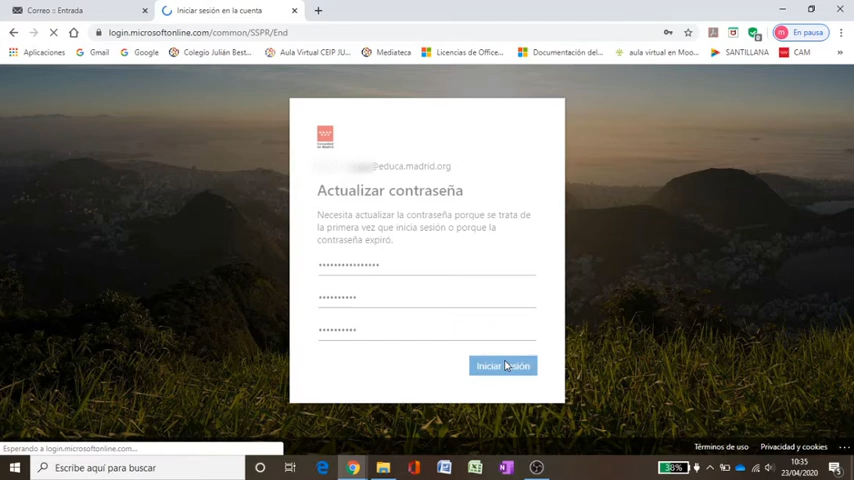 Correo :: Entrada
Iniciar sesión en la cuenta
login.microsoftonline.com/common/SSPR/End
En pausa
Aplicaciones
Gmail
Google
Colegio Julián Best...
Aula Virtual CEIP JU...
Mediateca
Licencias de Office...
Documentación del...
aula virtual en Moo...
SANTILLANA
CAM
@educa.madrid.org
Actualizar contraseña
Necesita actualizar la contraseña porque se trata de
la primera vez que inicia sesión o porque la
contraseña expiró.
Iniciar sesión
Esperando a login.microsoftonline.com...
Términos de uso
Privacidad y cookies
...
Escribe aquí para buscar
38%
10:35
23/04/2020